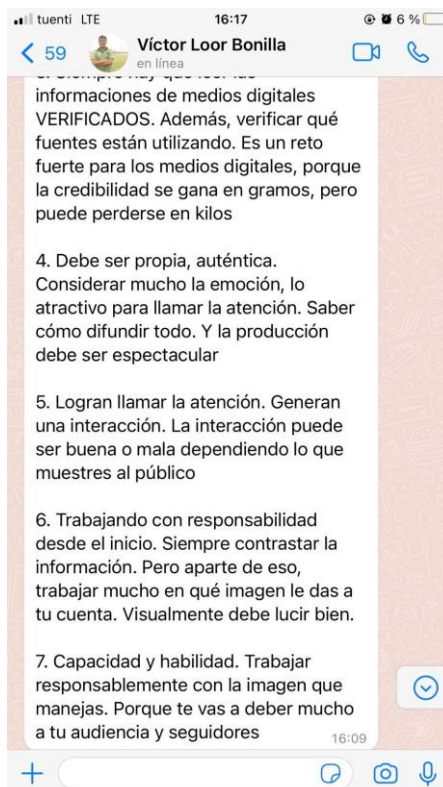 tuenti LTE 16:17 6 %
59 Víctor Loor Bonilla
en línea
informaciones de medios digitales
VERIFICADOS. Además, verificar qué
fuentes están utilizando. Es un reto
fuerte para los medios digitales, porque
la credibilidad se gana en gramos, pero
puede perderse en kilos
4. Debe ser propia, auténtica.
Considerar mucho la emoción, lo
atractivo para llamar la atención. Saber
cómo difundir todo. Y la producción
debe ser espectacular
5. Logran llamar la atención. Generan
una interacción. La interacción puede
ser buena o mala dependiendo lo que
muestres al público
6. Trabajando con responsabilidad
desde el inicio. Siempre contrastar la
información. Pero aparte de eso,
trabajar mucho en qué imagen le das a
tu cuenta. Visualmente debe lucir bien.
7. Capacidad y habilidad. Trabajar
responsablemente con la imagen que
manejas. Porque te vas a deber mucho
a tu audiencia y seguidores
16:09